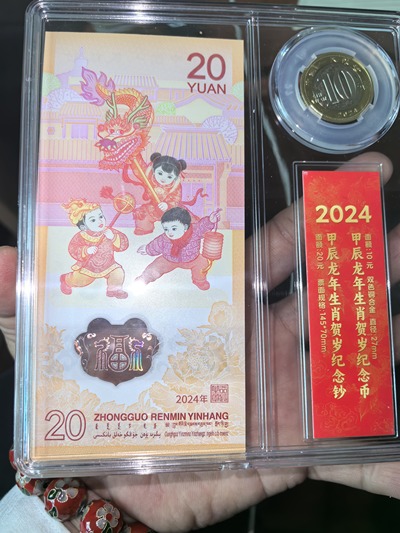 20
YUAN
福
2024年
20
ZHONGGUO RENMIN YINHANG
10
2024
甲辰龙年生肖贺岁纪念币
面额:10元 双色铜合金 直径:27mm
甲辰龙年生肖贺岁纪念钞
面额:20元 票面规格:145*70mm